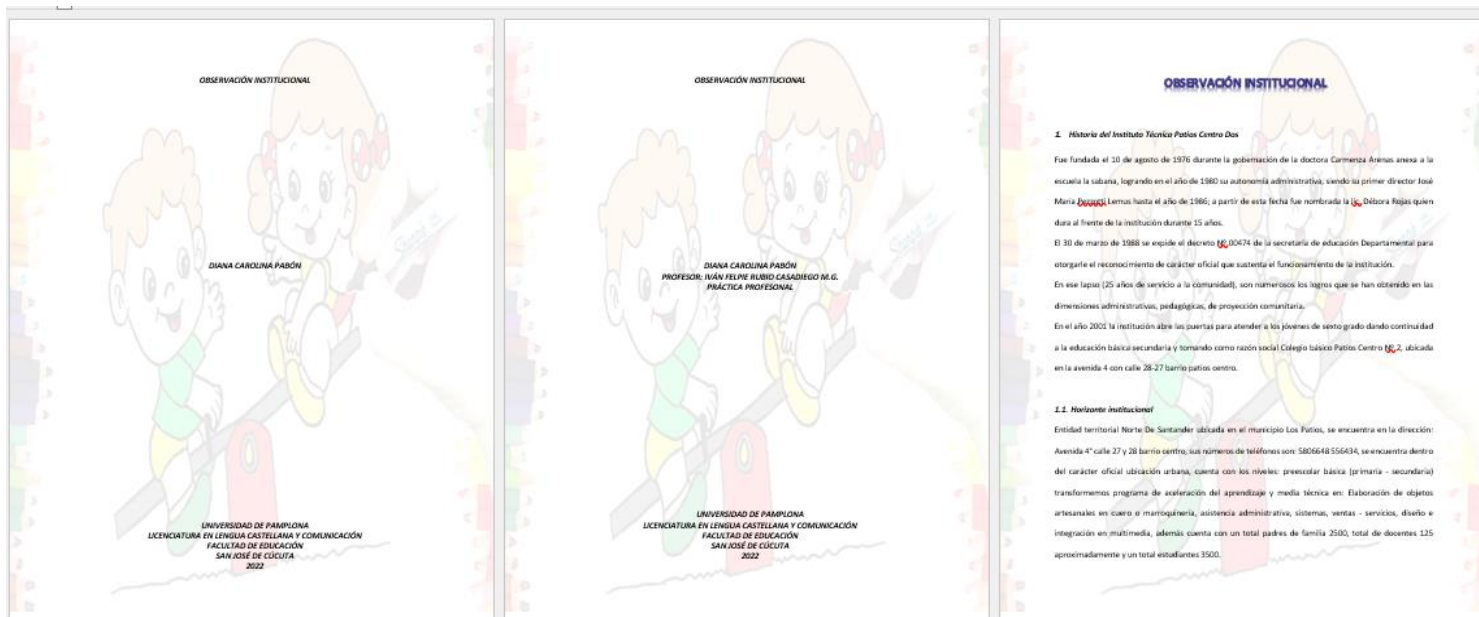 OBSERVACIÓN INSTITUCIONAL
DIANA CAROLINA PABÓN
UNIVERSIDAD DE PAMPLONA
LICENCIATURA EN LENGUA CASTELLANA Y COMUNICACIÓN
FACULTAD DE EDUCACIÓN
SAN JOSÉ DE CÚCUTA
2022
OBSERVACIÓN INSTITUCIONAL
DIANA CAROLINA PABÓN
PROFESOR: IVÁN FELPIE RUBIO CASADIEGO M.G.
PRÁCTICA PROFESIONAL
UNIVERSIDAD DE PAMPLONA
LICENCIATURA EN LENGUA CASTELLANA Y COMUNICACIÓN
FACULTAD DE EDUCACIÓN
SAN JOSÉ DE CÚCUTA
2022
OBSERVACIÓN INSTITUCIONAL
1. Historia del Instituto Técnico Patios Centro Dos
Fue fundada el 10 de agosto de 1976 durante la gobernación de la doctora Carmenza Arenas anexa a la
escuela la sabana, logrando en el año de 1980 su autonomía administrativa, siendo su primer director José
María Lemus hasta el año de 1986; a partir de esta fecha fue nombrada la lic. Débora Rojas quien
dura al frente de la institución durante 15 años.
El 30 de marzo de 1988 se expide el decreto Nº 00474 de la secretaría de educación Departamental para
otorgarle el reconocimiento de carácter oficial que sustenta el funcionamiento de la institución.
En ese lapso (25 años de servicio a la comunidad), son numerosos los logros que se han obtenido en las
dimensiones administrativas, pedagógicas, de proyección comunitaria.
En el año 2001 la institución abre las puertas para atender a los jóvenes de sexto grado dando continuidad
a la educación básica secundaria y tomando como razón social Colegio básico Patios Centro Nº 2, ubicada
en la avenida 4 con calle 28-27 barrio patios centro.
1.1. Horizonte institucional
Entidad territorial Norte De Santander ubicada en el municipio Los Patios, se encuentra en la dirección:
Avenida 4° calle 27 y 28 barrio centro, sus números de teléfonos son: 5806648 556434, se encuentra dentro
del carácter oficial ubicación urbana, cuenta con los niveles: preescolar básica (primaria - secundaria)
transformemos programa de aceleración del aprendizaje y media técnica en: Elaboración de objetos
artesanales en cuero o marroquinería, asistencia administrativa, sistemas, ventas - servicios, diseño e
integración en multimedia, además cuenta con un total padres de familia 2500, total de docentes 125
aproximadamente y un total estudiantes 3500.